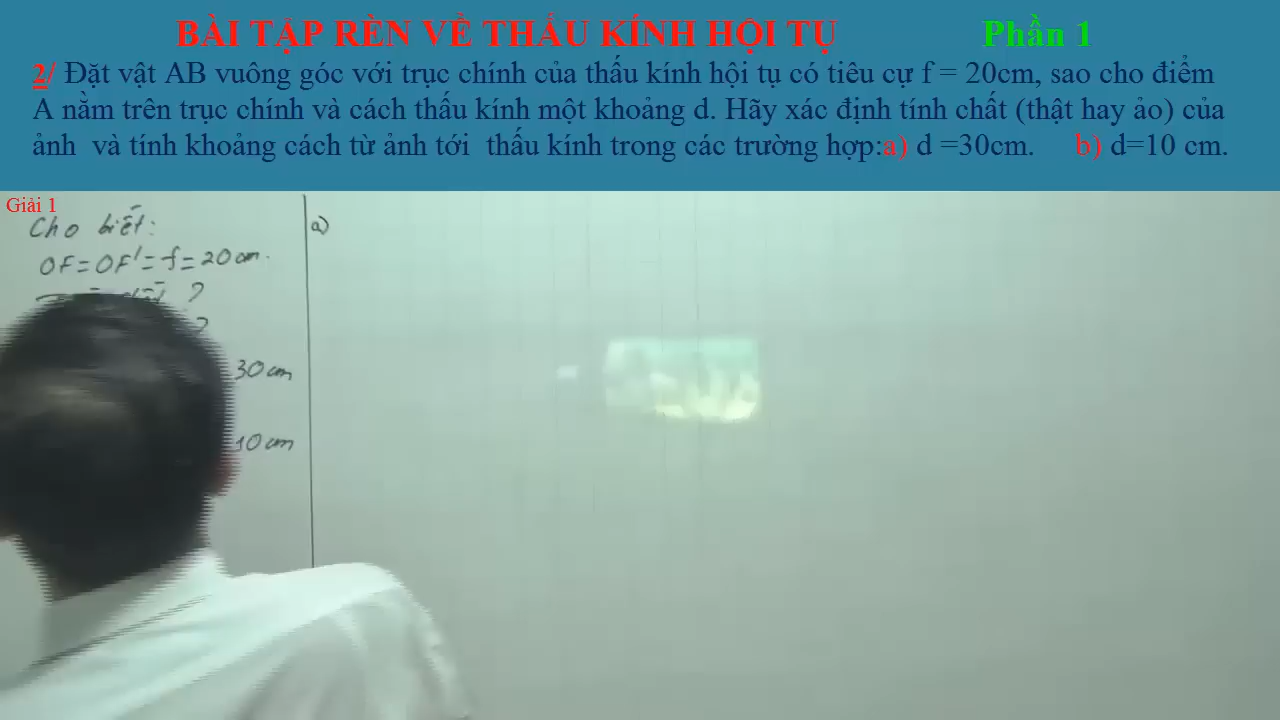 BÀI TẬP RÈN VỀ THẤU KÍNH HỘI TỤ Phần 1
2/ Đặt vật AB vuông góc với trục chính của thấu kính hội tụ có tiêu cự f = 20cm, sao cho điểm
A nằm trên trục chính và cách thấu kính một khoảng d. Hãy xác định tính chất (thật hay ảo) của
ảnh và tính khoảng cách từ ảnh tới thấu kính trong các trường hợp:a) d =30cm. b) d=10 cm.
Giải 1
Cho biết:
OF = OF' = f = 20 cm.
?
?
30 cm
10 cm
a)